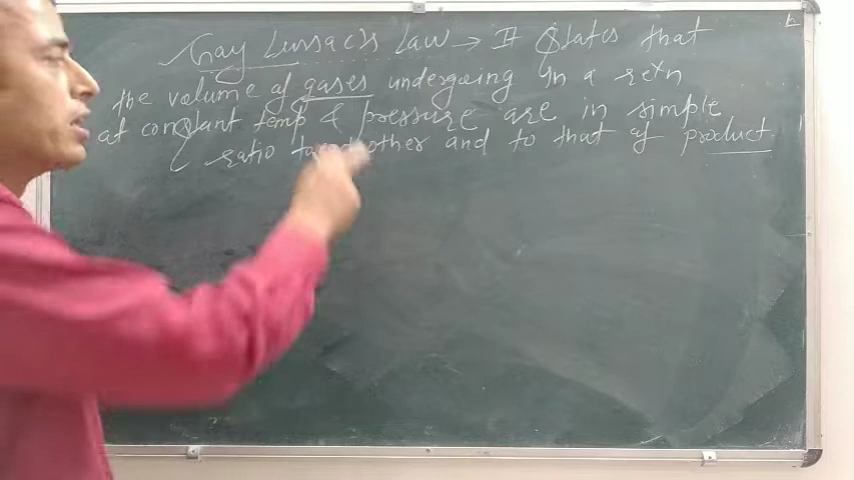 Gay Lussac's Law → It states that
the volume of gases undergoing in a rexn
at constant temp & pressure are in simple
ratio to other and to that of product